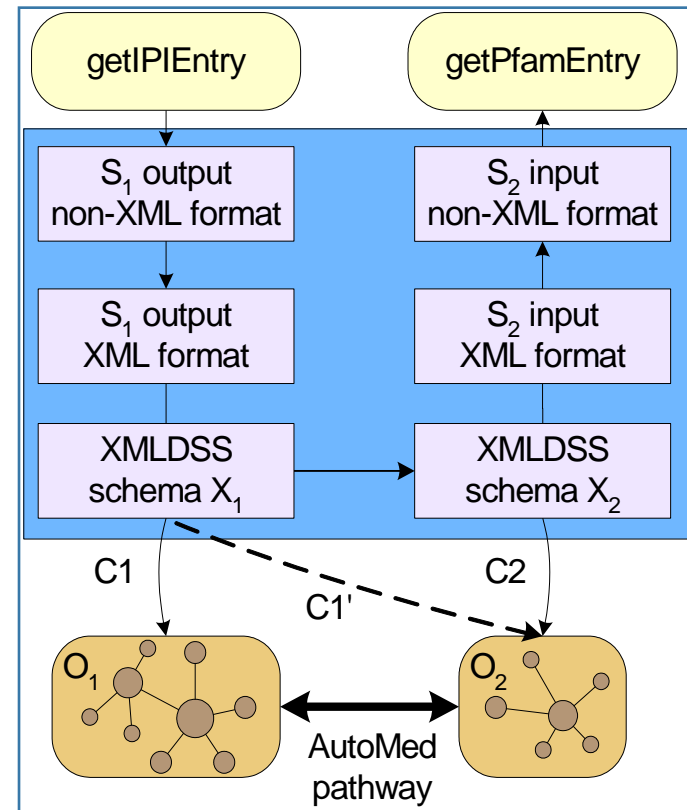 getIPIEntry
getPfamEntry
S₁ output
non-XML format
S₂ input
non-XML format
S₁ output
XML format
S₂ input
XML format
XMLDSS
schema X₁
XMLDSS
schema X₂
C1
C1'
C2
O₁
O₂
AutoMed
pathway